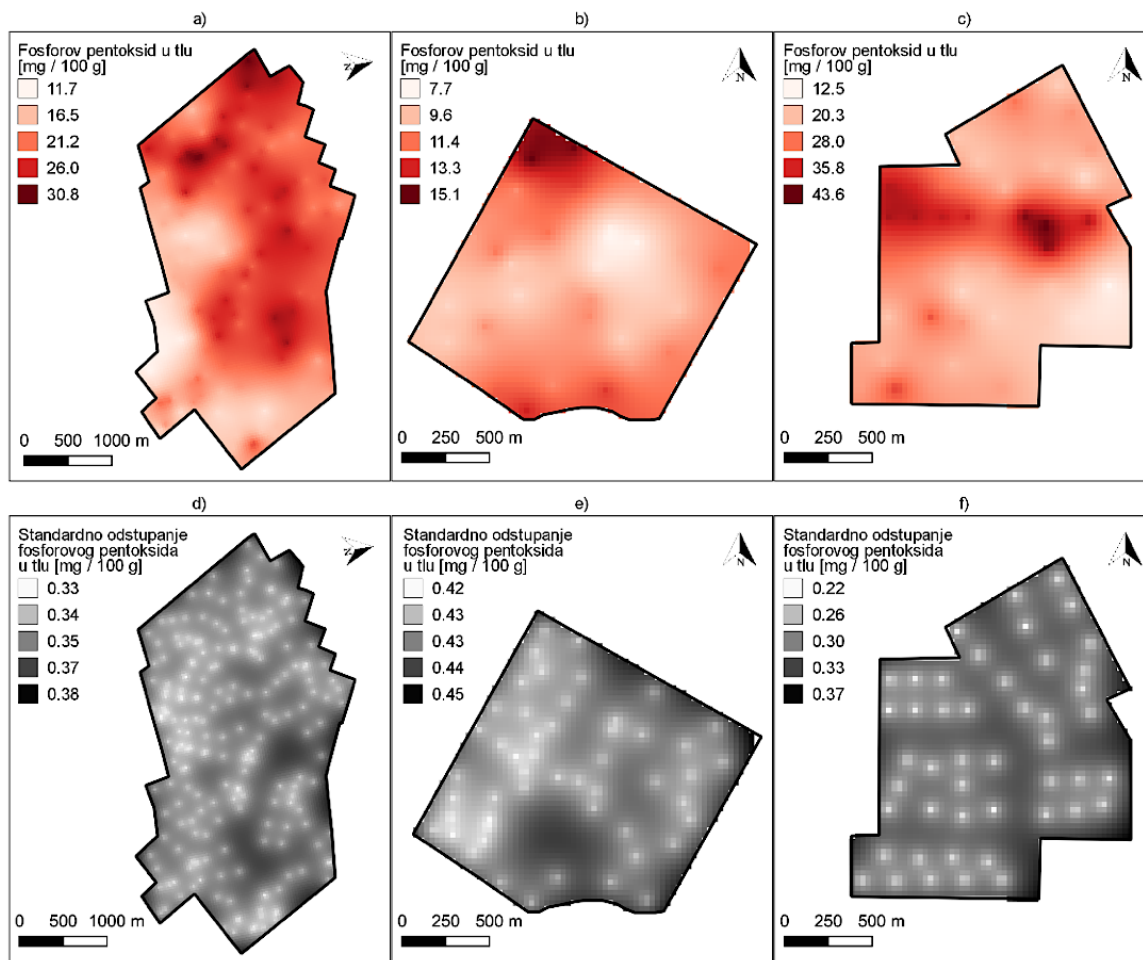 a)
Fosforov pentoksid u tlu
[mg / 100 g]
11.7
16.5
21.2
26.0
30.8
N
0 500 1000 m
b)
Fosforov pentoksid u tlu
[mg / 100 g]
7.7
9.6
11.4
13.3
15.1
N
0 250 500 m
c)
Fosforov pentoksid u tlu
[mg / 100 g]
12.5
20.3
28.0
35.8
43.6
N
0 250 500 m
d)
Standardno odstupanje
fosforovog pentoksida
u tlu [mg / 100 g]
0.33
0.34
0.35
0.37
0.38
N
0 500 1000 m
e)
Standardno odstupanje
fosforovog pentoksida
u tlu [mg / 100 g]
0.42
0.43
0.43
0.44
0.45
N
0 250 500 m
f)
Standardno odstupanje
fosforovog pentoksida
u tlu [mg / 100 g]
0.22
0.26
0.30
0.33
0.37
N
0 250 500 m